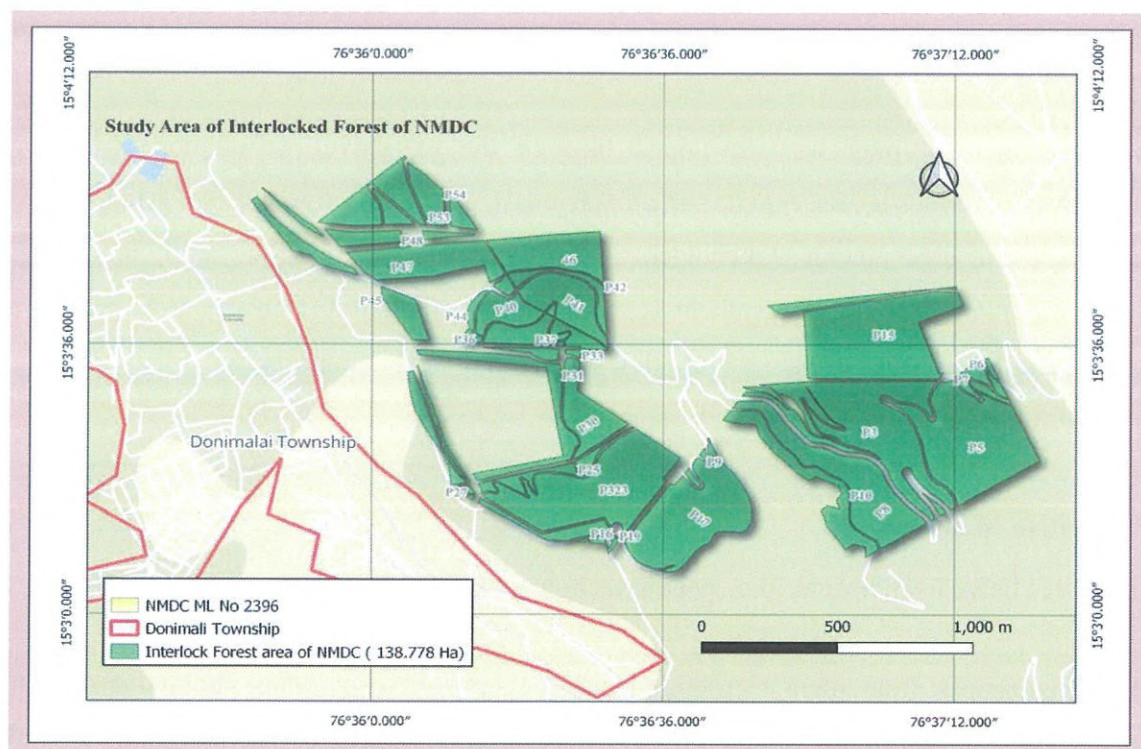 76°36'0.000" 76°36'36.000" 76°37'12.000"
15°4'12.000" 15°4'12.000"
Study Area of Interlocked Forest of NMDC
P54
P53
P48
P47
46
P45
P42
P40
P41
P44
P36
P37
P33
P31
P15
P6
P7
15°3'36.000" 15°3'36.000"
P30
P3
P5
Donimalai Township
P25
P9
P27
P323
P10
P16
P19
15°3'0.000" 15°3'0.000"
NMDC ML No 2396
Donimali Township
Interlock Forest area of NMDC ( 138.778 Ha)
0 500 1,000 m
76°36'0.000" 76°36'36.000" 76°37'12.000"